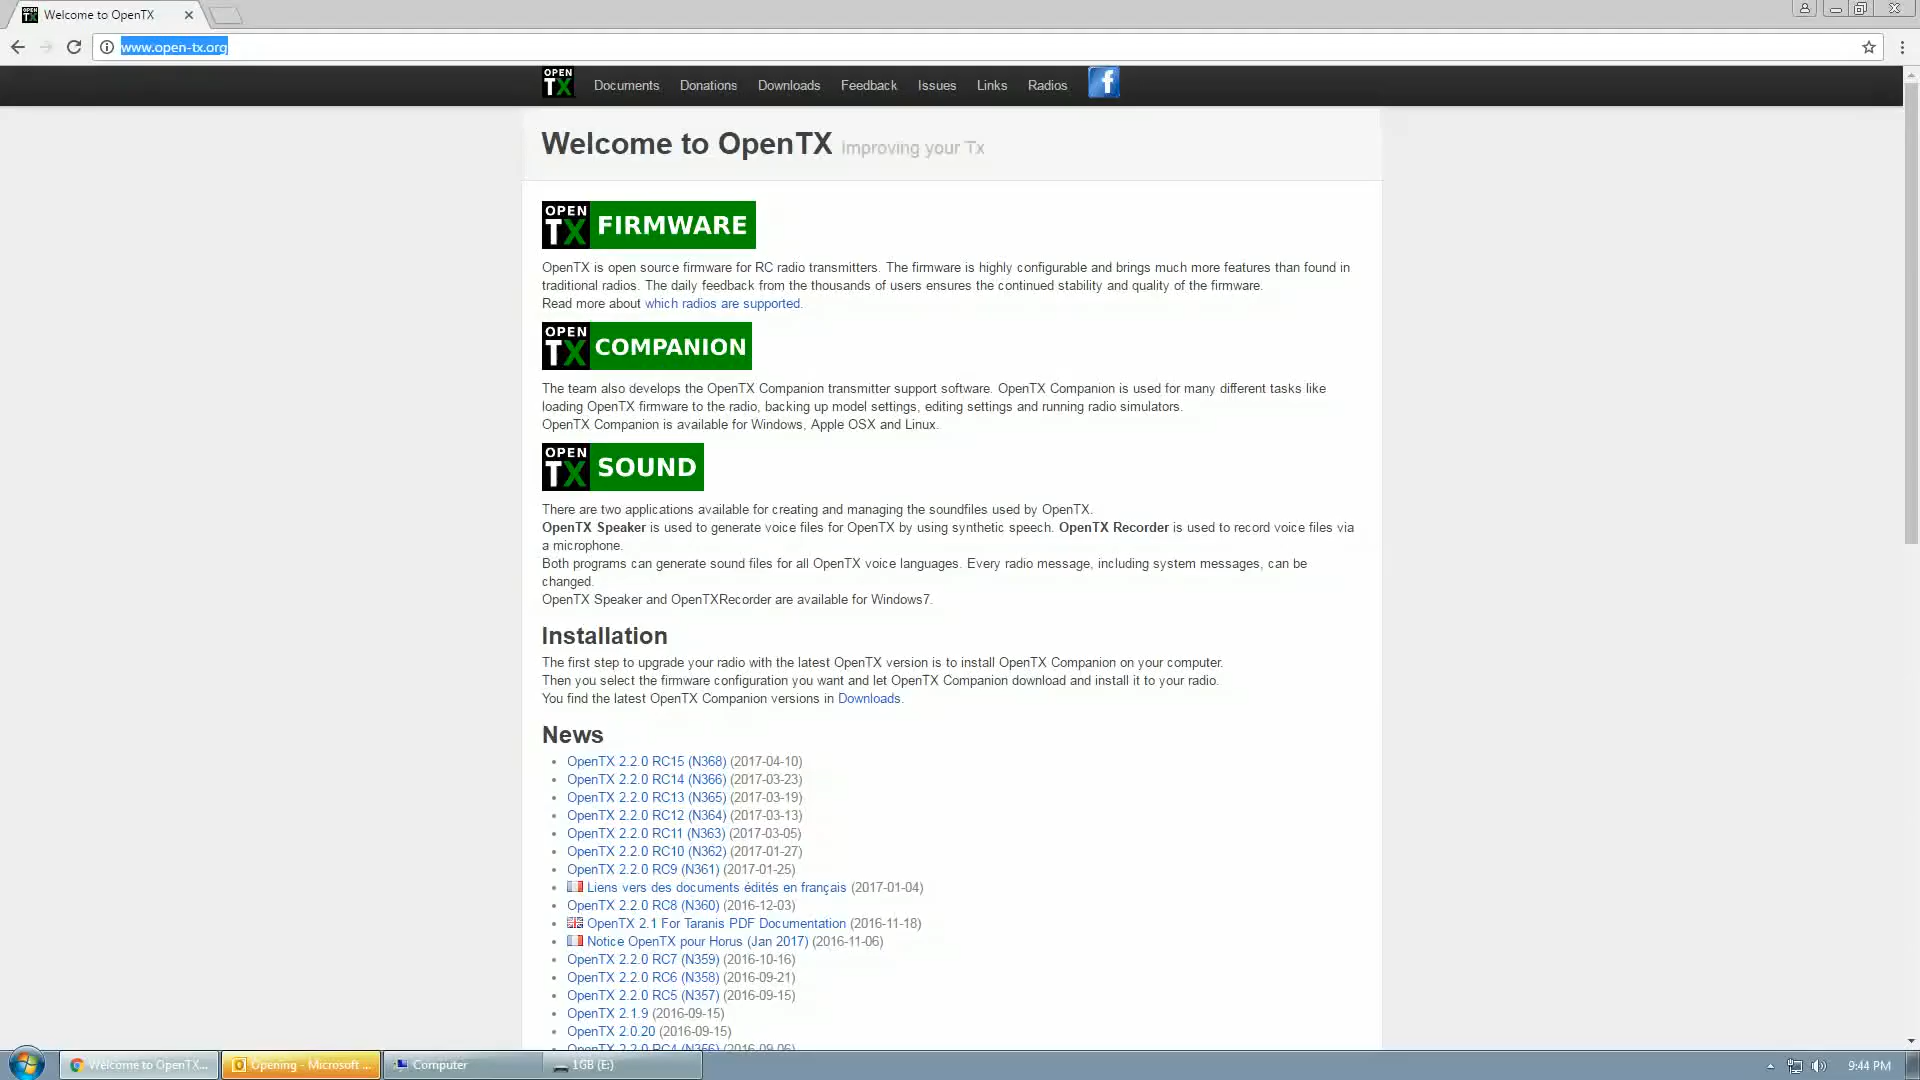 Welcome to OpenTX
www.open-tx.org
OPEN TX Documents Donations Downloads Feedback Issues Links Radios f
Welcome to OpenTX Improving your Tx
OPEN TX FIRMWARE
OpenTX is open source firmware for RC radio transmitters. The firmware is highly configurable and brings much more features than found in
traditional radios. The daily feedback from the thousands of users ensures the continued stability and quality of the firmware.
Read more about which radios are supported.
OPEN TX COMPANION
The team also develops the OpenTX Companion transmitter support software. OpenTX Companion is used for many different tasks like
loading OpenTX firmware to the radio, backing up model settings, editing settings and running radio simulators.
OpenTX Companion is available for Windows, Apple OSX and Linux.
OPEN TX SOUND
There are two applications available for creating and managing the soundfiles used by OpenTX.
OpenTX Speaker is used to generate voice files for OpenTX by using synthetic speech. OpenTX Recorder is used to record voice files via
a microphone.
Both programs can generate sound files for all OpenTX voice languages. Every radio message, including system messages, can be
changed.
OpenTX Speaker and OpenTXRecorder are available for Windows7.
Installation
The first step to upgrade your radio with the latest OpenTX version is to install OpenTX Companion on your computer.
Then you select the firmware configuration you want and let OpenTX Companion download and install it to your radio.
You find the latest OpenTX Companion versions in Downloads.
News
OpenTX 2.2.0 RC15 (N368) (2017-04-10)
OpenTX 2.2.0 RC14 (N366) (2017-03-23)
OpenTX 2.2.0 RC13 (N365) (2017-03-19)
OpenTX 2.2.0 RC12 (N364) (2017-03-13)
OpenTX 2.2.0 RC11 (N363) (2017-03-05)
OpenTX 2.2.0 RC10 (N362) (2017-01-27)
OpenTX 2.2.0 RC9 (N361) (2017-01-25)
Liens vers des documents édités en français (2017-01-04)
OpenTX 2.2.0 RC8 (N360) (2016-12-03)
OpenTX 2.1 For Taranis PDF Documentation (2016-11-18)
Notice OpenTX pour Horus (Jan 2017) (2016-11-06)
OpenTX 2.2.0 RC7 (N359) (2016-10-16)
OpenTX 2.2.0 RC6 (N358) (2016-09-21)
OpenTX 2.2.0 RC5 (N357) (2016-09-15)
OpenTX 2.1.9 (2016-09-15)
OpenTX 2.0.20 (2016-09-15)
OpenTX 2.2.0 RC4 (N356) (2016-09-06)
Welcome to OpenTX... Opening - Microsoft ... Computer 1GB (E:) 9:44 PM